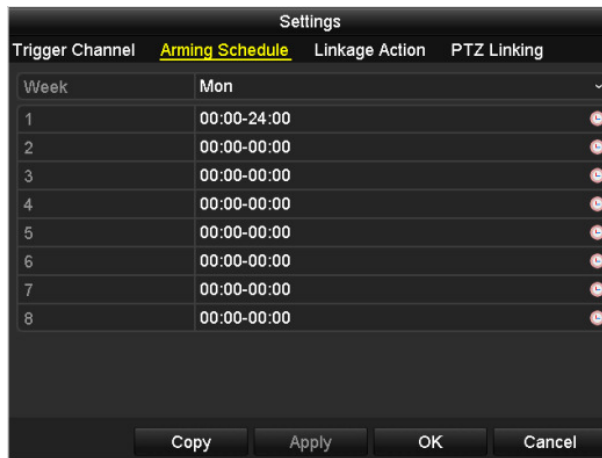 Settings
Trigger Channel Arming Schedule Linkage Action PTZ Linking
Week Mon
1 00:00-24:00
2 00:00-00:00
3 00:00-00:00
4 00:00-00:00
5 00:00-00:00
6 00:00-00:00
7 00:00-00:00
8 00:00-00:00
Copy Apply OK Cancel